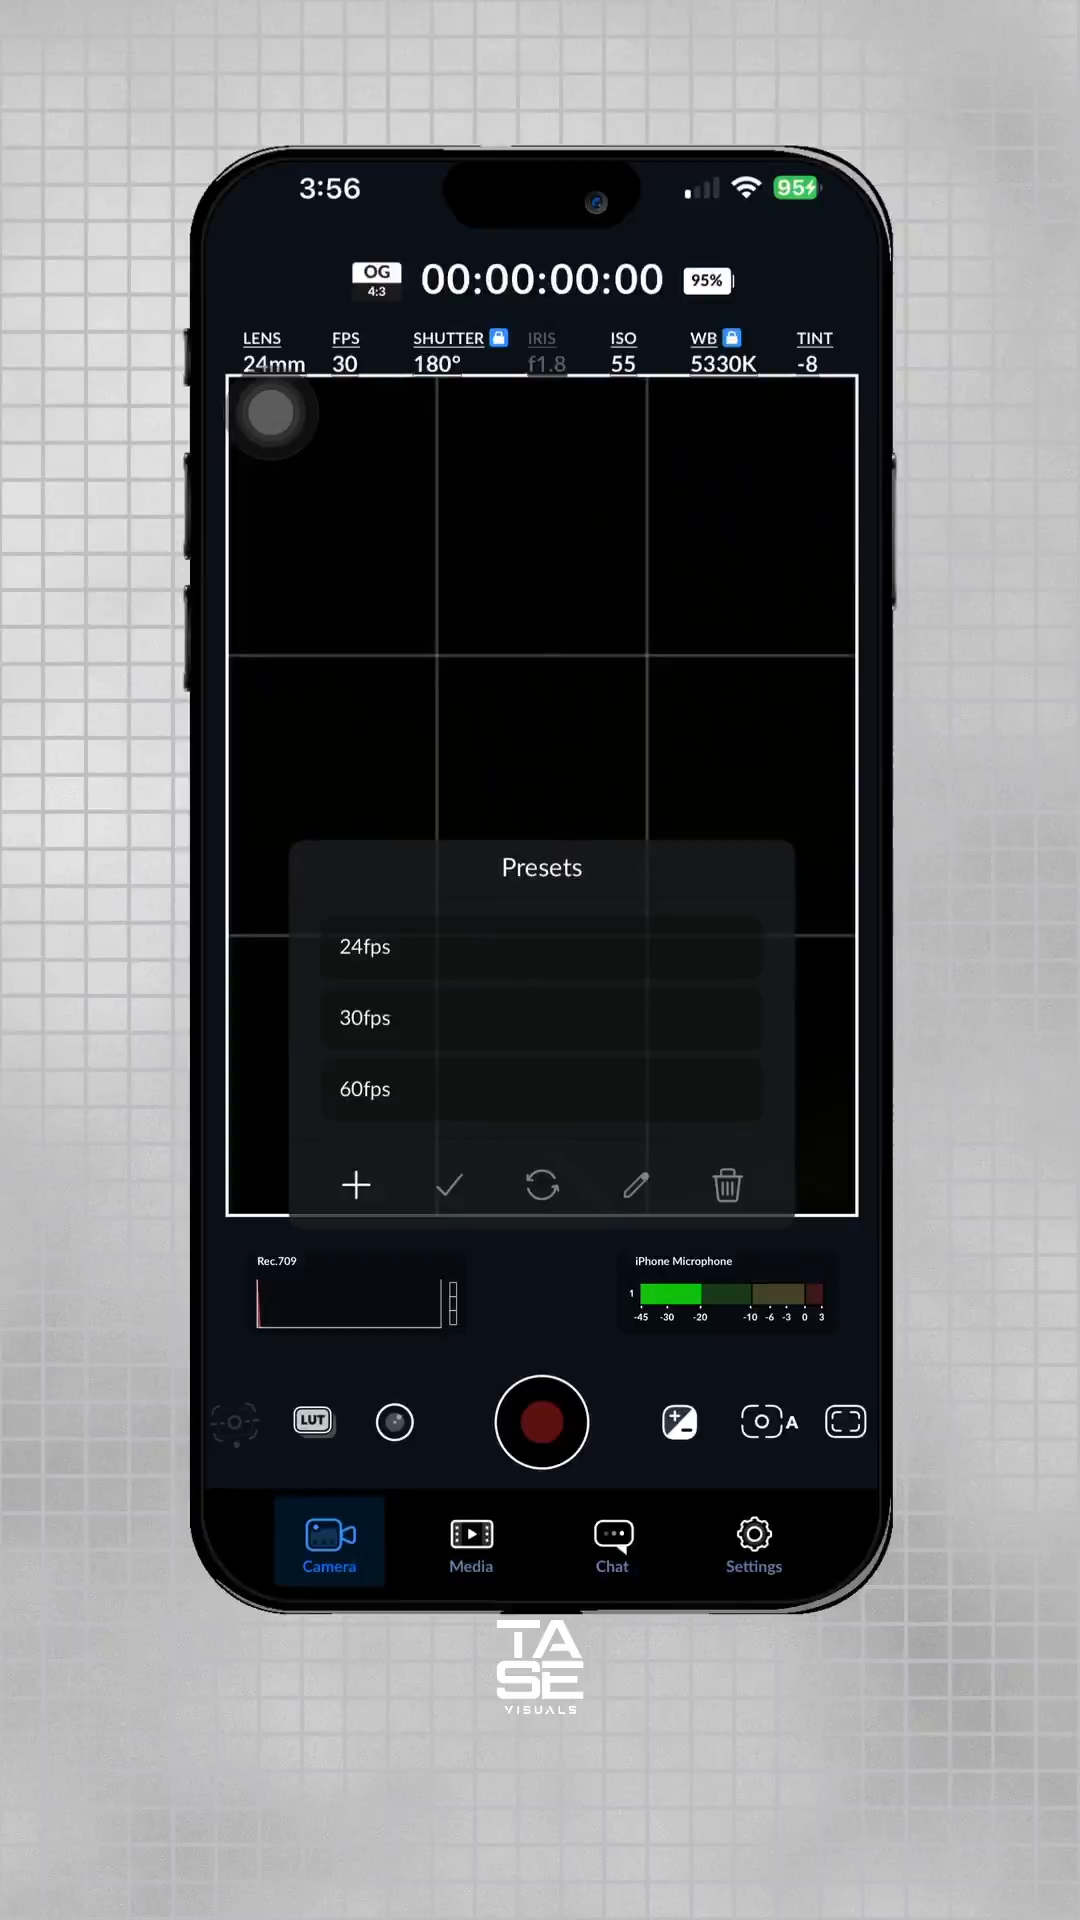 3:56
95
OG
4:3
00:00:00:00
95%
LENS FPS SHUTTER IRIS ISO WB TINT
24mm 30 180° f1.8 55 5330K -8
Presets
24fps
30fps
60fps
Rec.709
iPhone Microphone
1
-45 -30 -20 -10 -6 -3 0 3
LUT
A
Camera Media Chat Settings
TA
SE
VISUALS